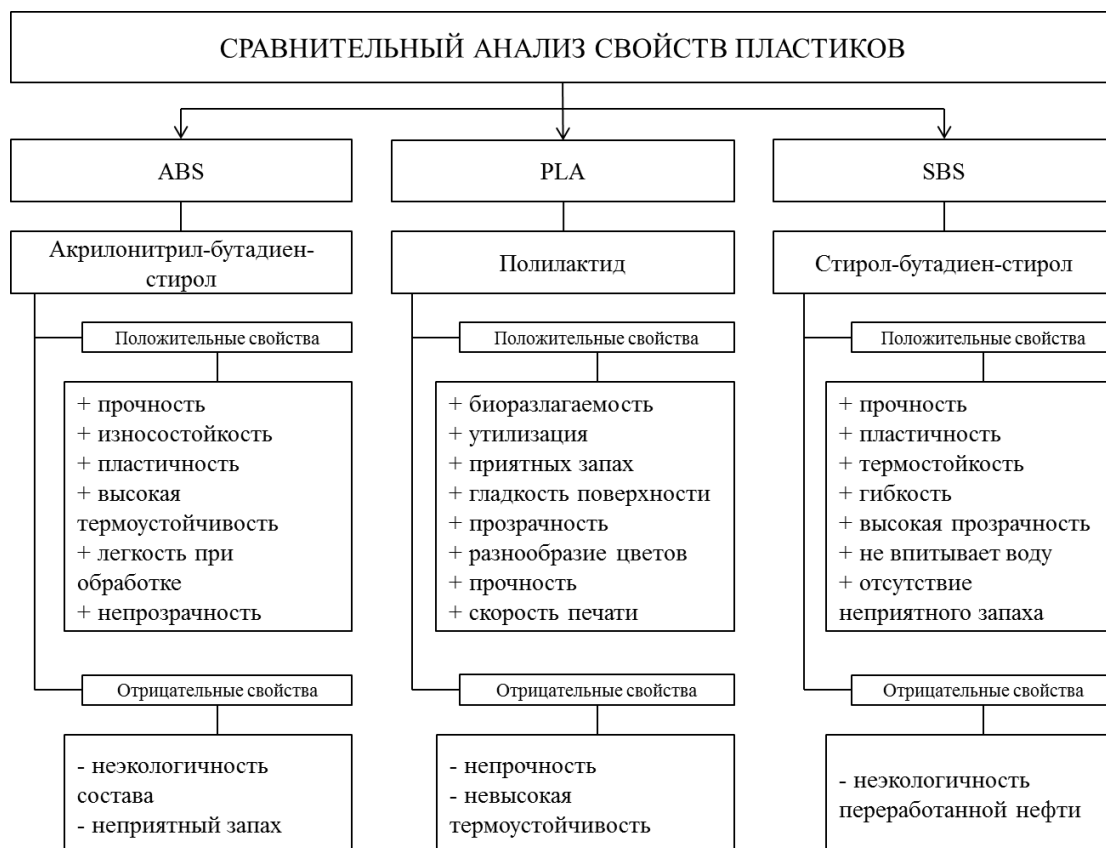 СРАВНИТЕЛЬНЫЙ АНАЛИЗ СВОЙСТВ ПЛАСТИКОВ
ABS
Акрилонитрил-бутадиен-
стирол
Положительные свойства
+ прочность
+ износостойкость
+ пластичность
+ высокая
термоустойчивость
+ легкость при
обработке
+ непрозрачность
Отрицательные свойства
- неэкологичность
состава
- неприятный запах
PLA
Полилактид
Положительные свойства
+ биоразлагаемость
+ утилизация
+ приятных запах
+ гладкость поверхности
+ прозрачность
+ разнообразие цветов
+ прочность
+ скорость печати
Отрицательные свойства
- непрочность
- невысокая
термоустойчивость
SBS
Стирол-бутадиен-стирол
Положительные свойства
+ прочность
+ пластичность
+ термостойкость
+ гибкость
+ высокая прозрачность
+ не впитывает воду
+ отсутствие
неприятного запаха
Отрицательные свойства
- неэкологичность
переработанной нефти